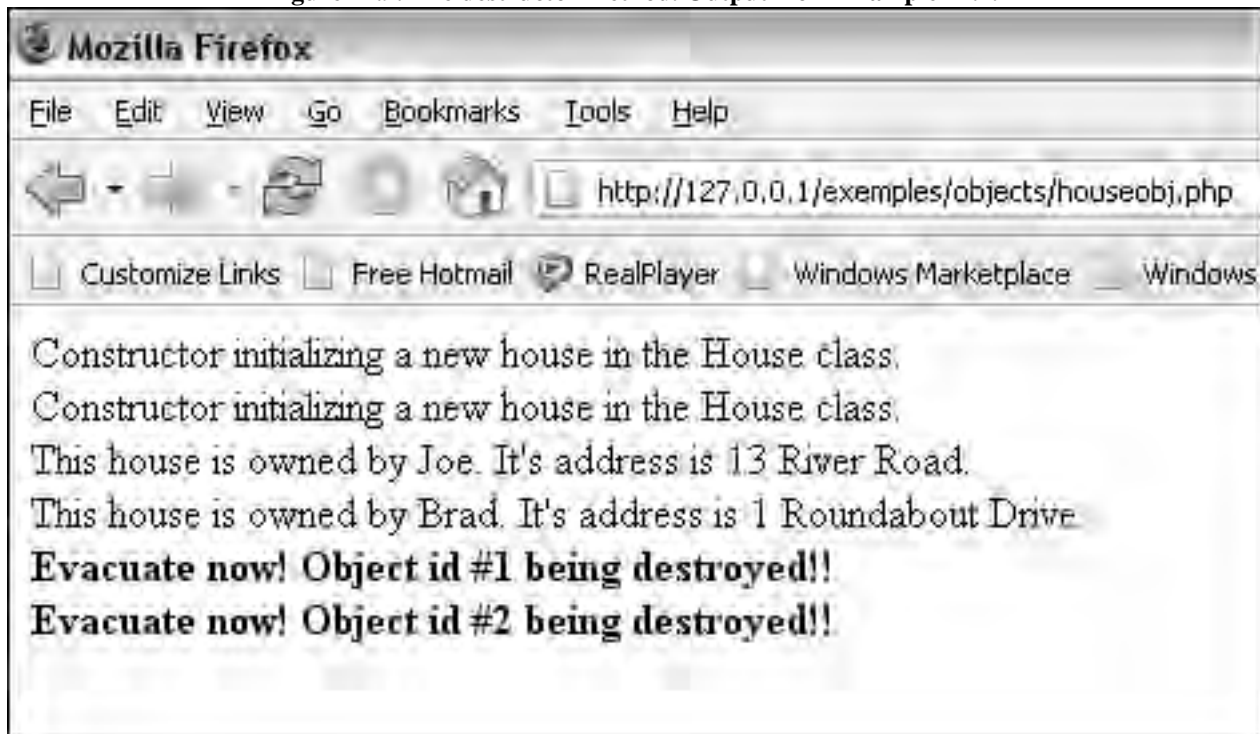 Mozilla Firefox
File Edit View Go Bookmarks Tools Help
http://127.0.0.1/exemples/objects/houseobj.php
Customize Links Free Hotmail RealPlayer Windows Marketplace Windows
Constructor initializing a new house in the House class.
Constructor initializing a new house in the House class.
This house is owned by Joe. It's address is 13 River Road.
This house is owned by Brad. It's address is 1 Roundabout Drive
Evacuate now! Object id #1 being destroyed!!
Evacuate now! Object id #2 being destroyed!!